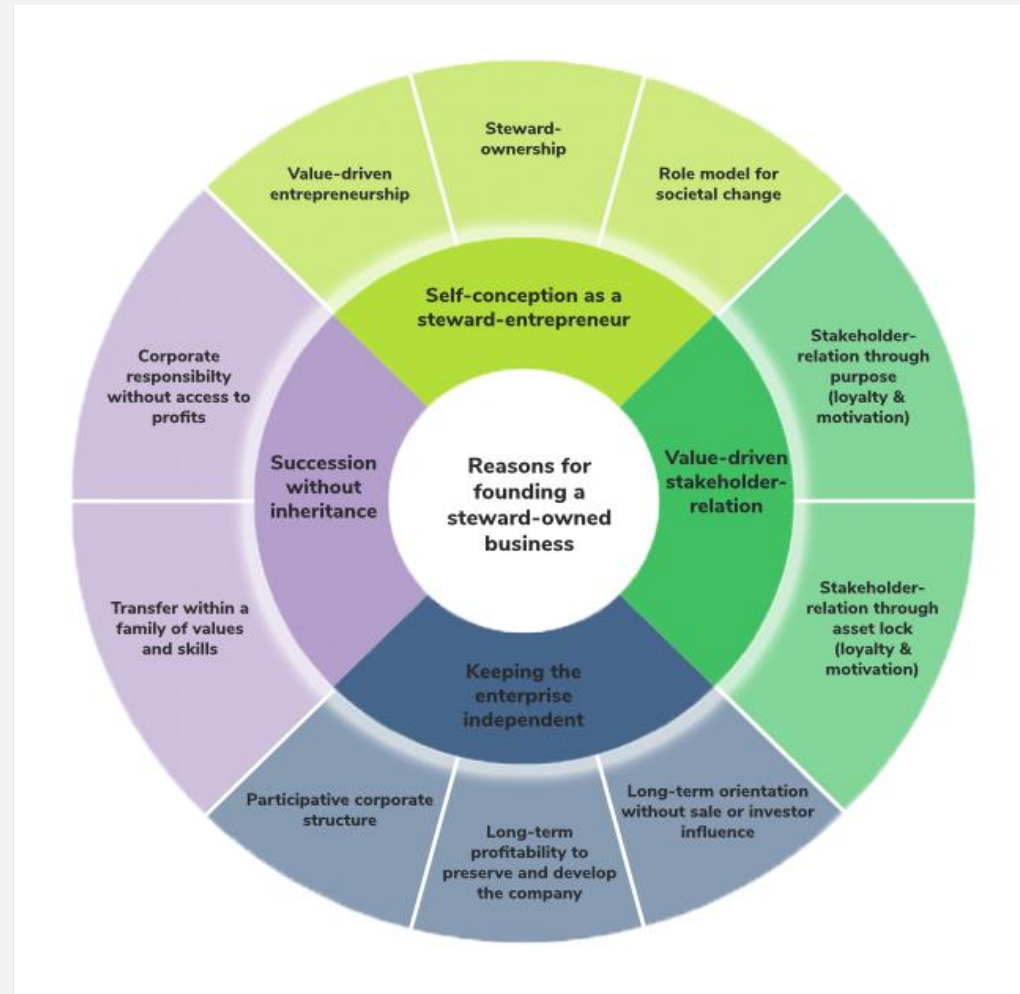 Steward-
ownership
Value-driven
entrepreneurship
Role model for
societal change
Self-conception as a
steward-entrepreneur
Corporate
responsibilty
without access to
profits
Stakeholder-
relation through
purpose
(loyalty &
motivation)
Succession
without
inheritance
Reasons for
founding a
steward-owned
business
Value-driven
stakeholder-
relation
Transfer within a
family of values
and skills
Stakeholder-
relation through
asset lock
(loyalty &
motivation)
Keeping the
enterprise
independent
Participative corporate
structure
Long-term
profitability to
preserve and develop
the company
Long-term orientation
without sale or investor
influence